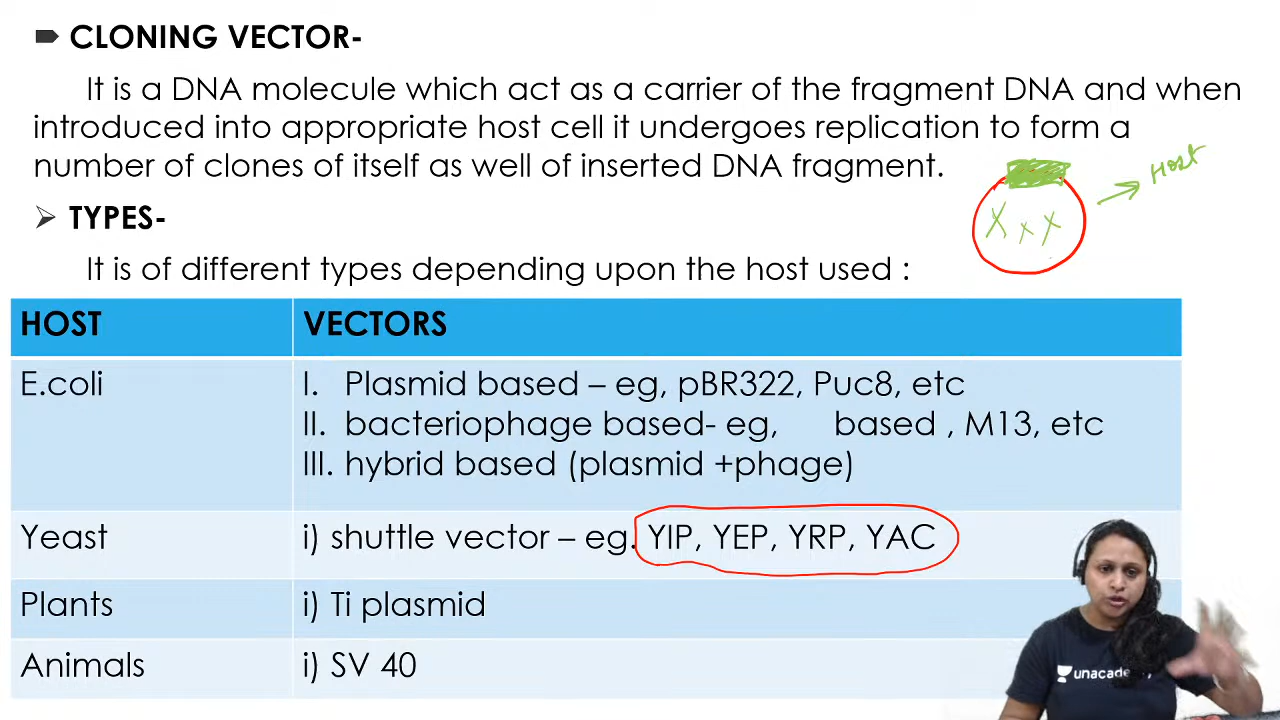 CLONING VECTOR-
It is a DNA molecule which act as a carrier of the fragment DNA and when
introduced into appropriate host cell it undergoes replication to form a
number of clones of itself as well of inserted DNA fragment.
Host
X x X
TYPES-
It is of different types depending upon the host used :
HOST VECTORS
E.coli I. Plasmid based – eg, pBR322, Puc8, etc
II. bacteriophage based- eg, based , M13, etc
III. hybrid based (plasmid +phage)
Yeast i) shuttle vector – eg. YIP, YEP, YRP, YAC
Plants i) Ti plasmid
Animals i) SV 40
unacademy